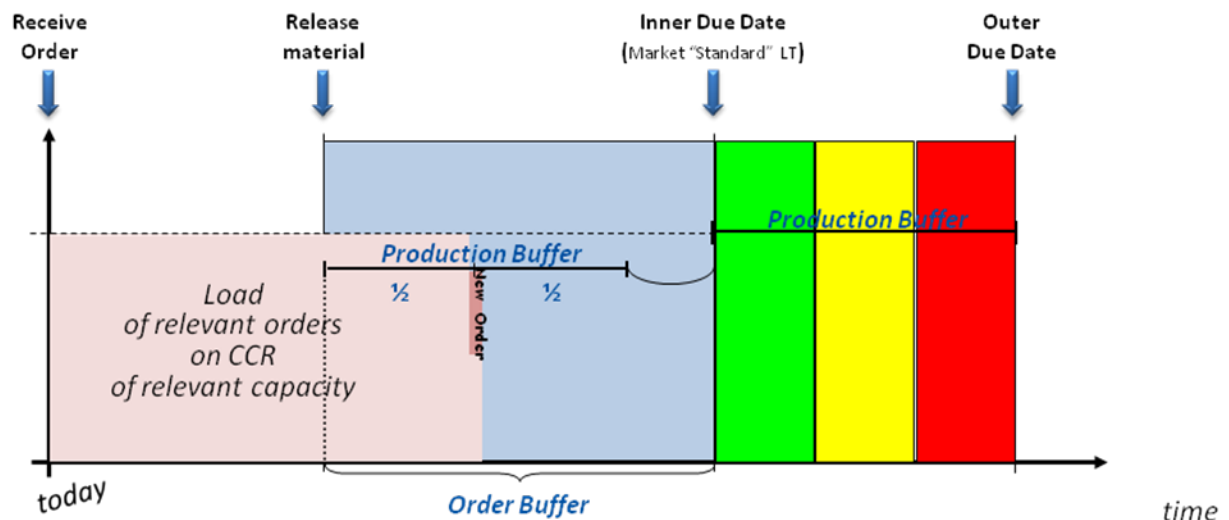 Receive
Order
Release
material
Inner Due Date
(Market “Standard” LT)
Outer
Due Date
Production Buffer
Production Buffer
½
½
New Order
Load
of relevant orders
on CCR
of relevant capacity
today
Order Buffer
time